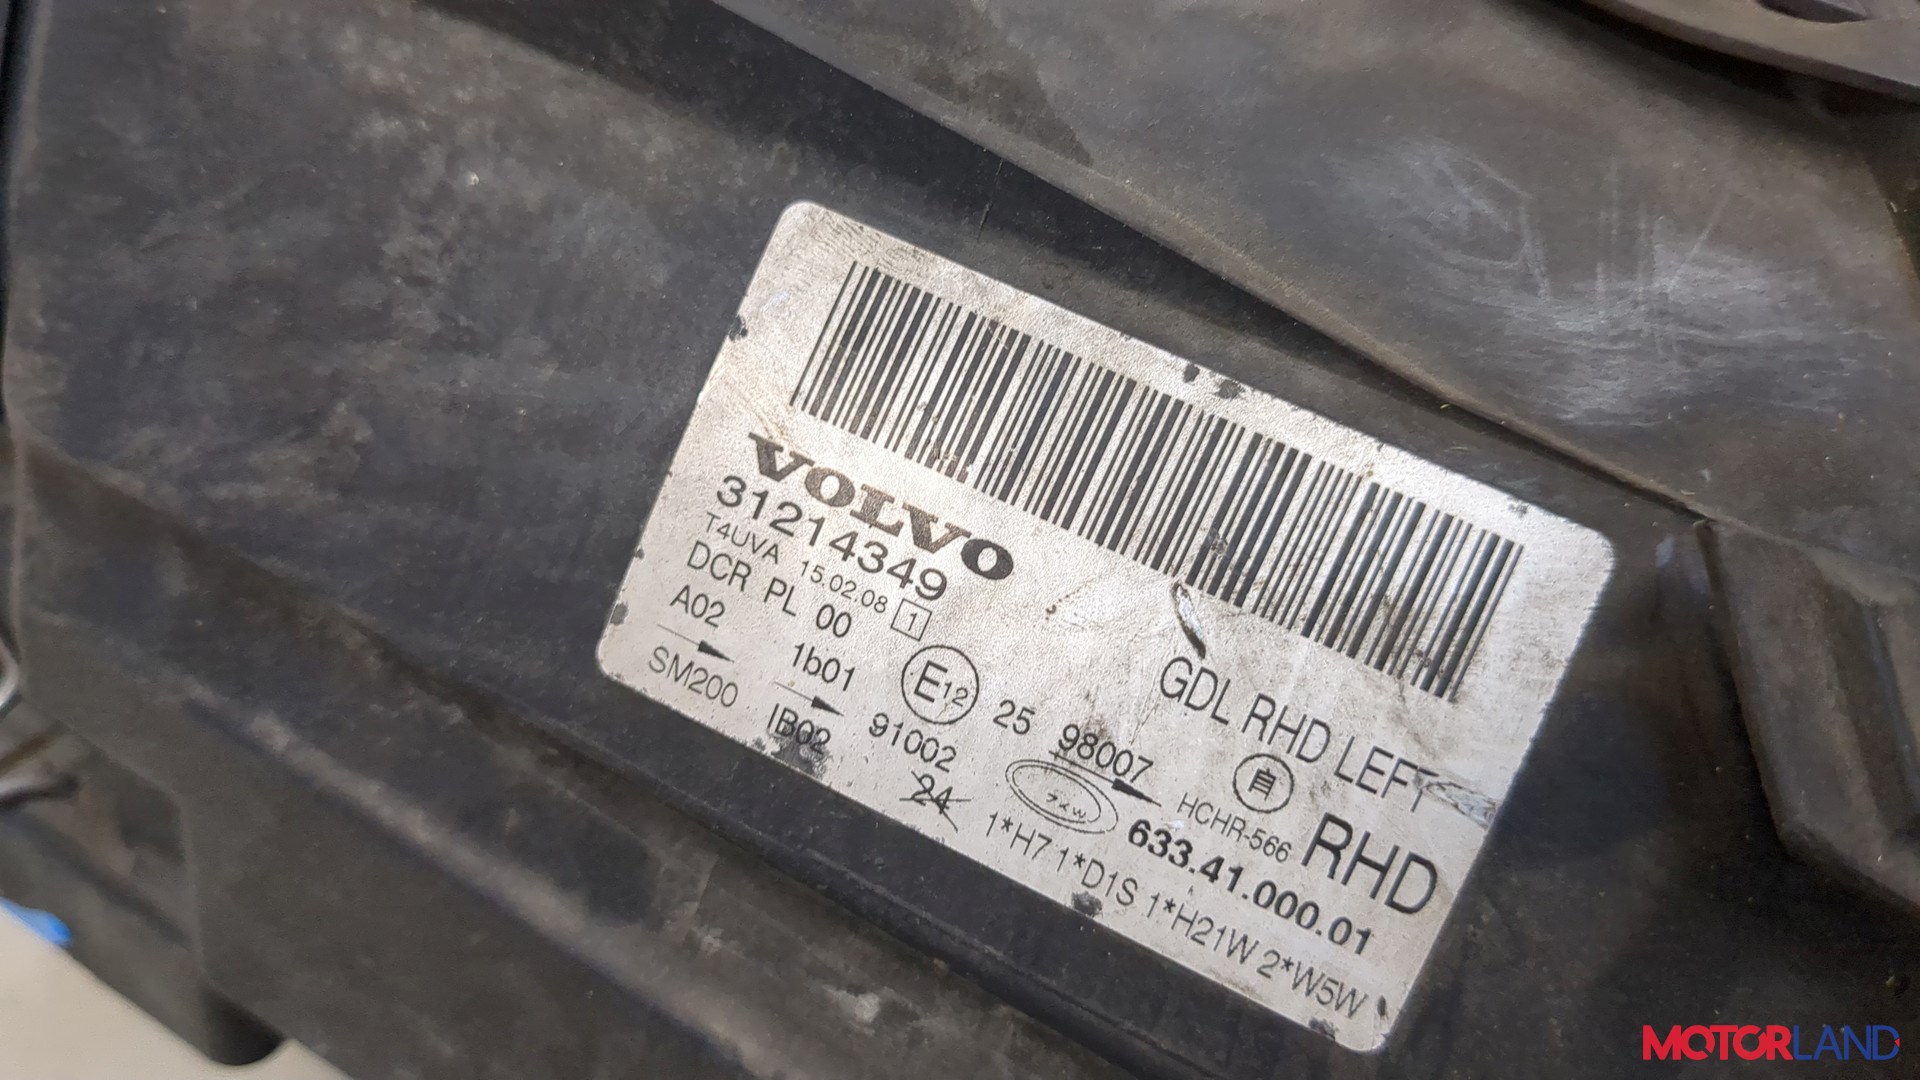 VOLVO
31214349
T4UVA 15.02.08 1
DCR PL 00
GDL RHD LEFT
A02 1b01 E12 25 98007 自 RHD
SM200 IB02 91002 HCHR-566
24 633.41.000.01
1*H7 1*D1S 1*H21W 2*W5W
MOTORLAND